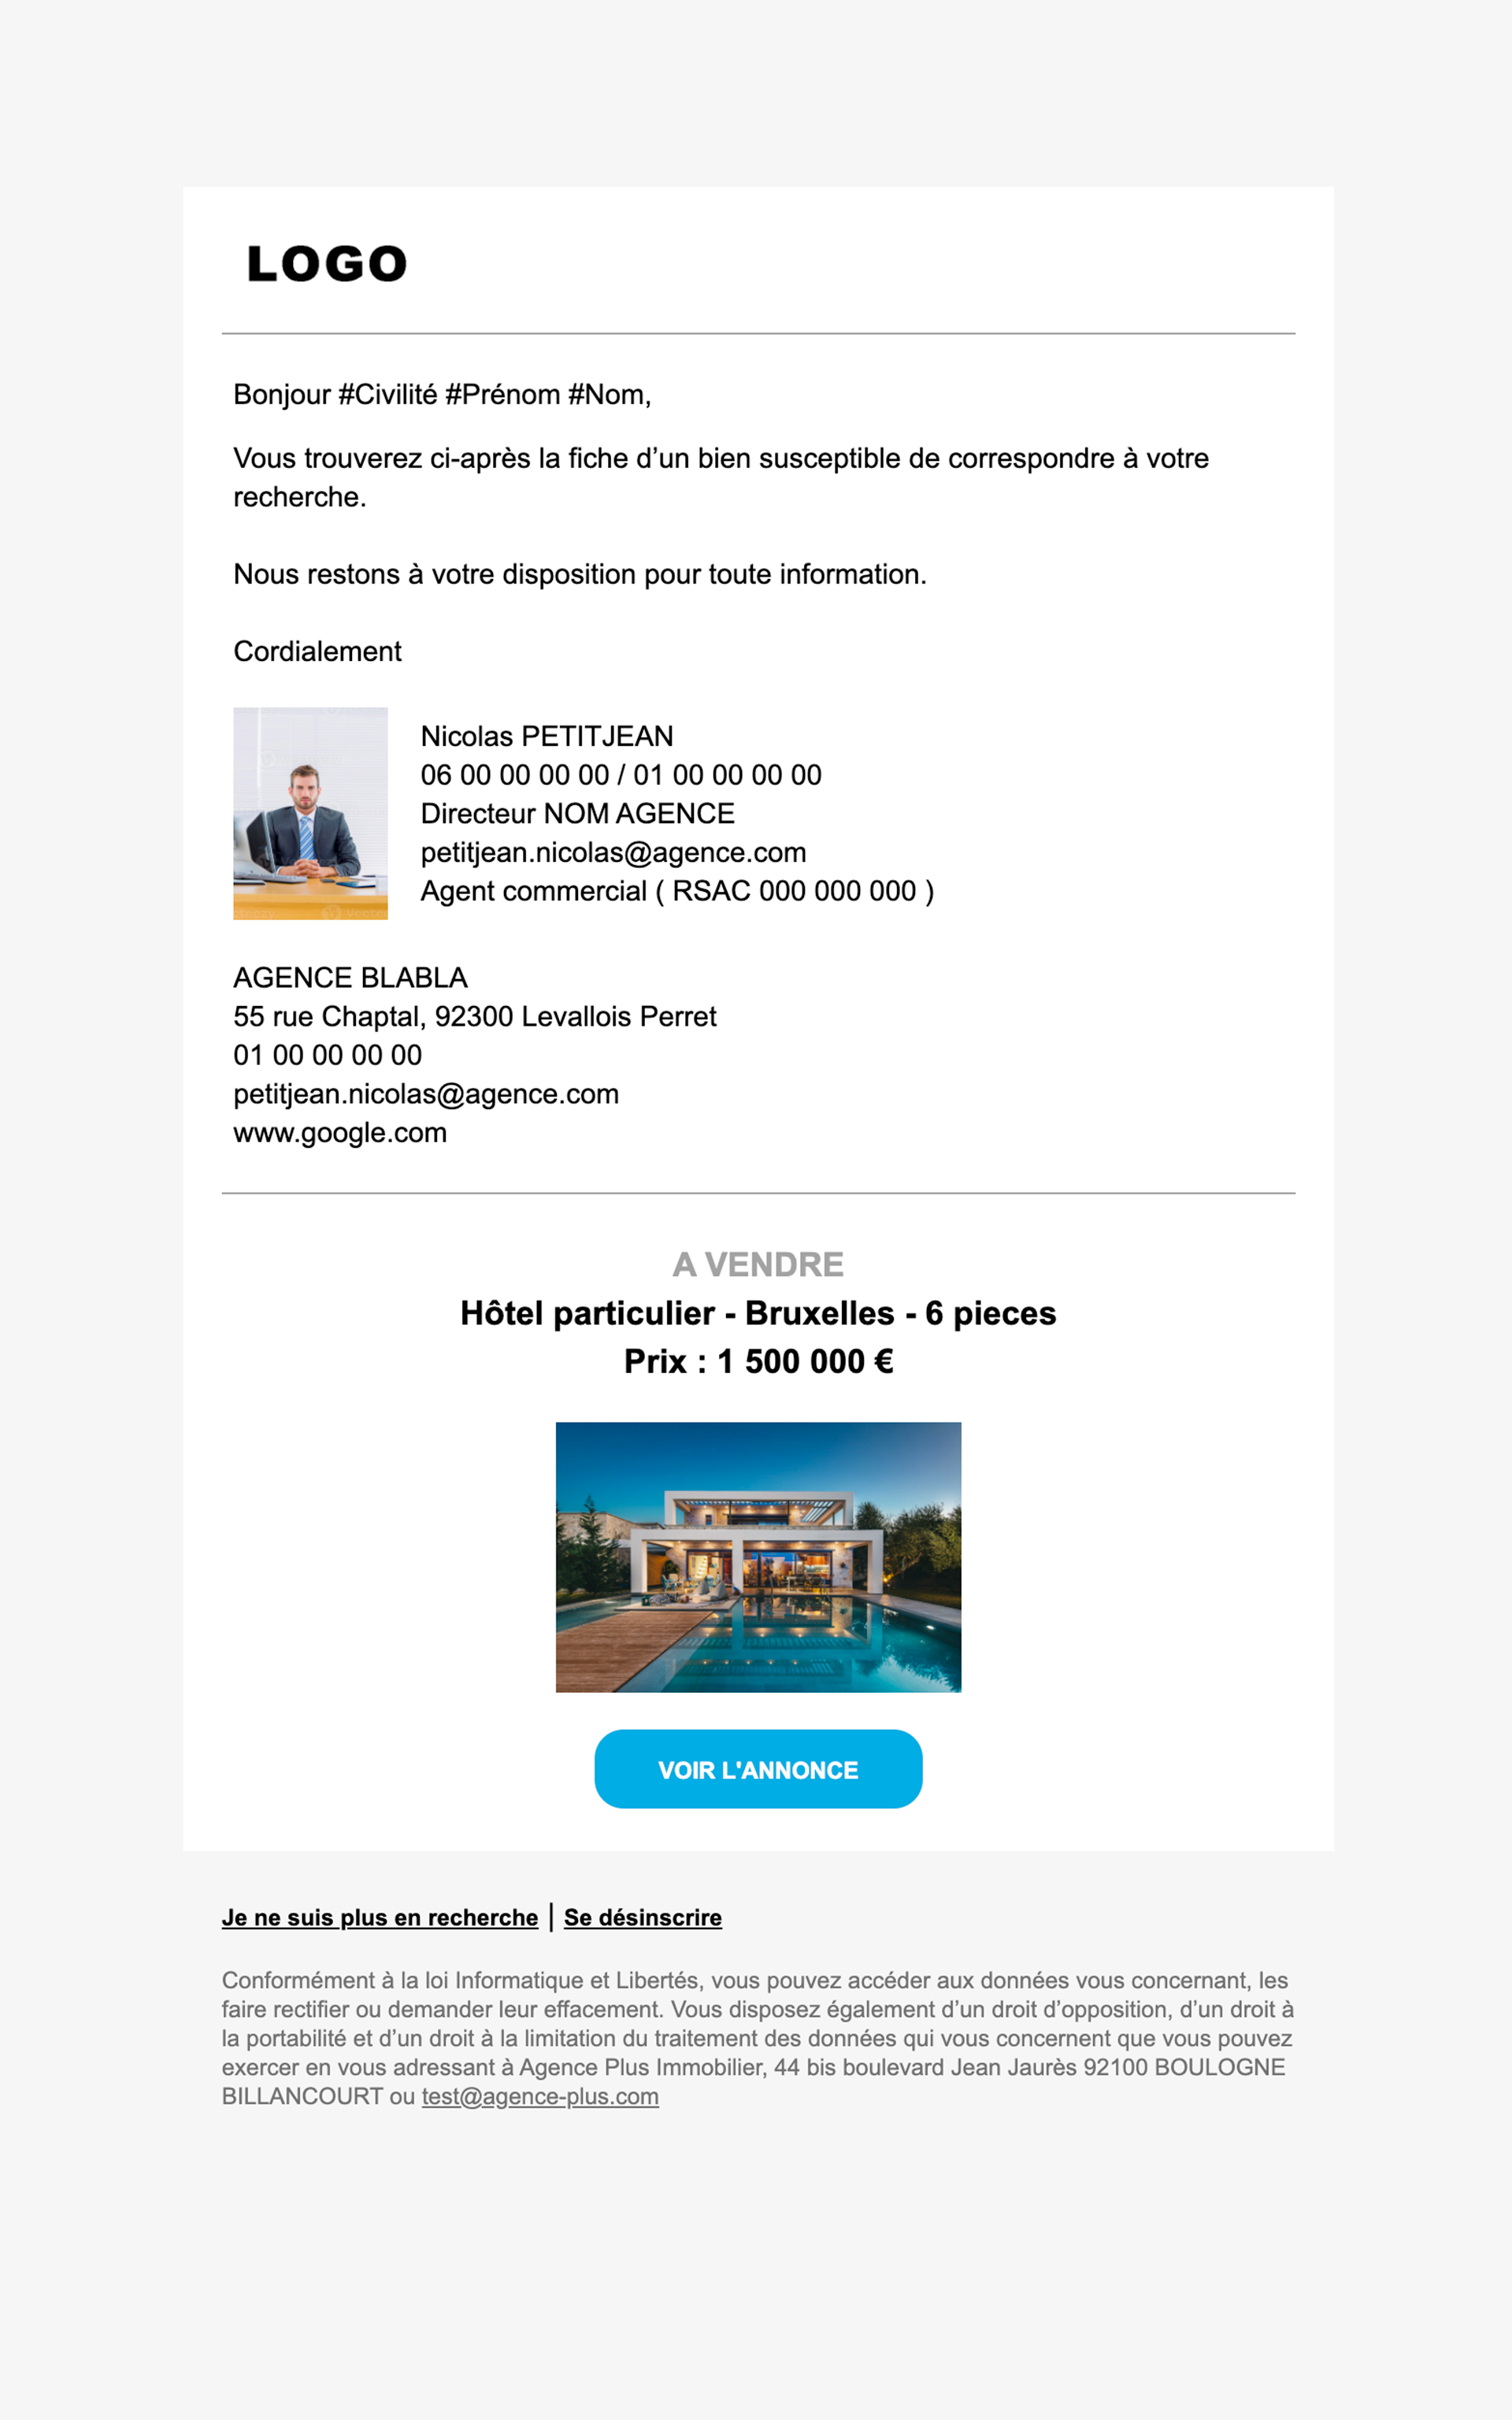 LOGO
Bonjour #Civilité #Prénom #Nom,
Vous trouverez ci-après la fiche d’un bien susceptible de correspondre à votre
recherche.
Nous restons à votre disposition pour toute information.
Cordialement
Nicolas PETITJEAN
06 00 00 00 00 / 01 00 00 00 00
Directeur NOM AGENCE
petitjean.nicolas@agence.com
Agent commercial ( RSAC 000 000 000 )
AGENCE BLABLA
55 rue Chaptal, 92300 Levallois Perret
01 00 00 00 00
petitjean.nicolas@agence.com
www.google.com
A VENDRE
Hôtel particulier - Bruxelles - 6 pieces
Prix : 1 500 000 €
VOIR L'ANNONCE
Je ne suis plus en recherche | Se désinscrire
Conformément à la loi Informatique et Libertés, vous pouvez accéder aux données vous concernant, les
faire rectifier ou demander leur effacement. Vous disposez également d’un droit d’opposition, d’un droit à
la portabilité et d’un droit à la limitation du traitement des données qui vous concernent que vous pouvez
exercer en vous adressant à Agence Plus Immobilier, 44 bis boulevard Jean Jaurès 92100 BOULOGNE
BILLANCOURT ou test@agence-plus.com